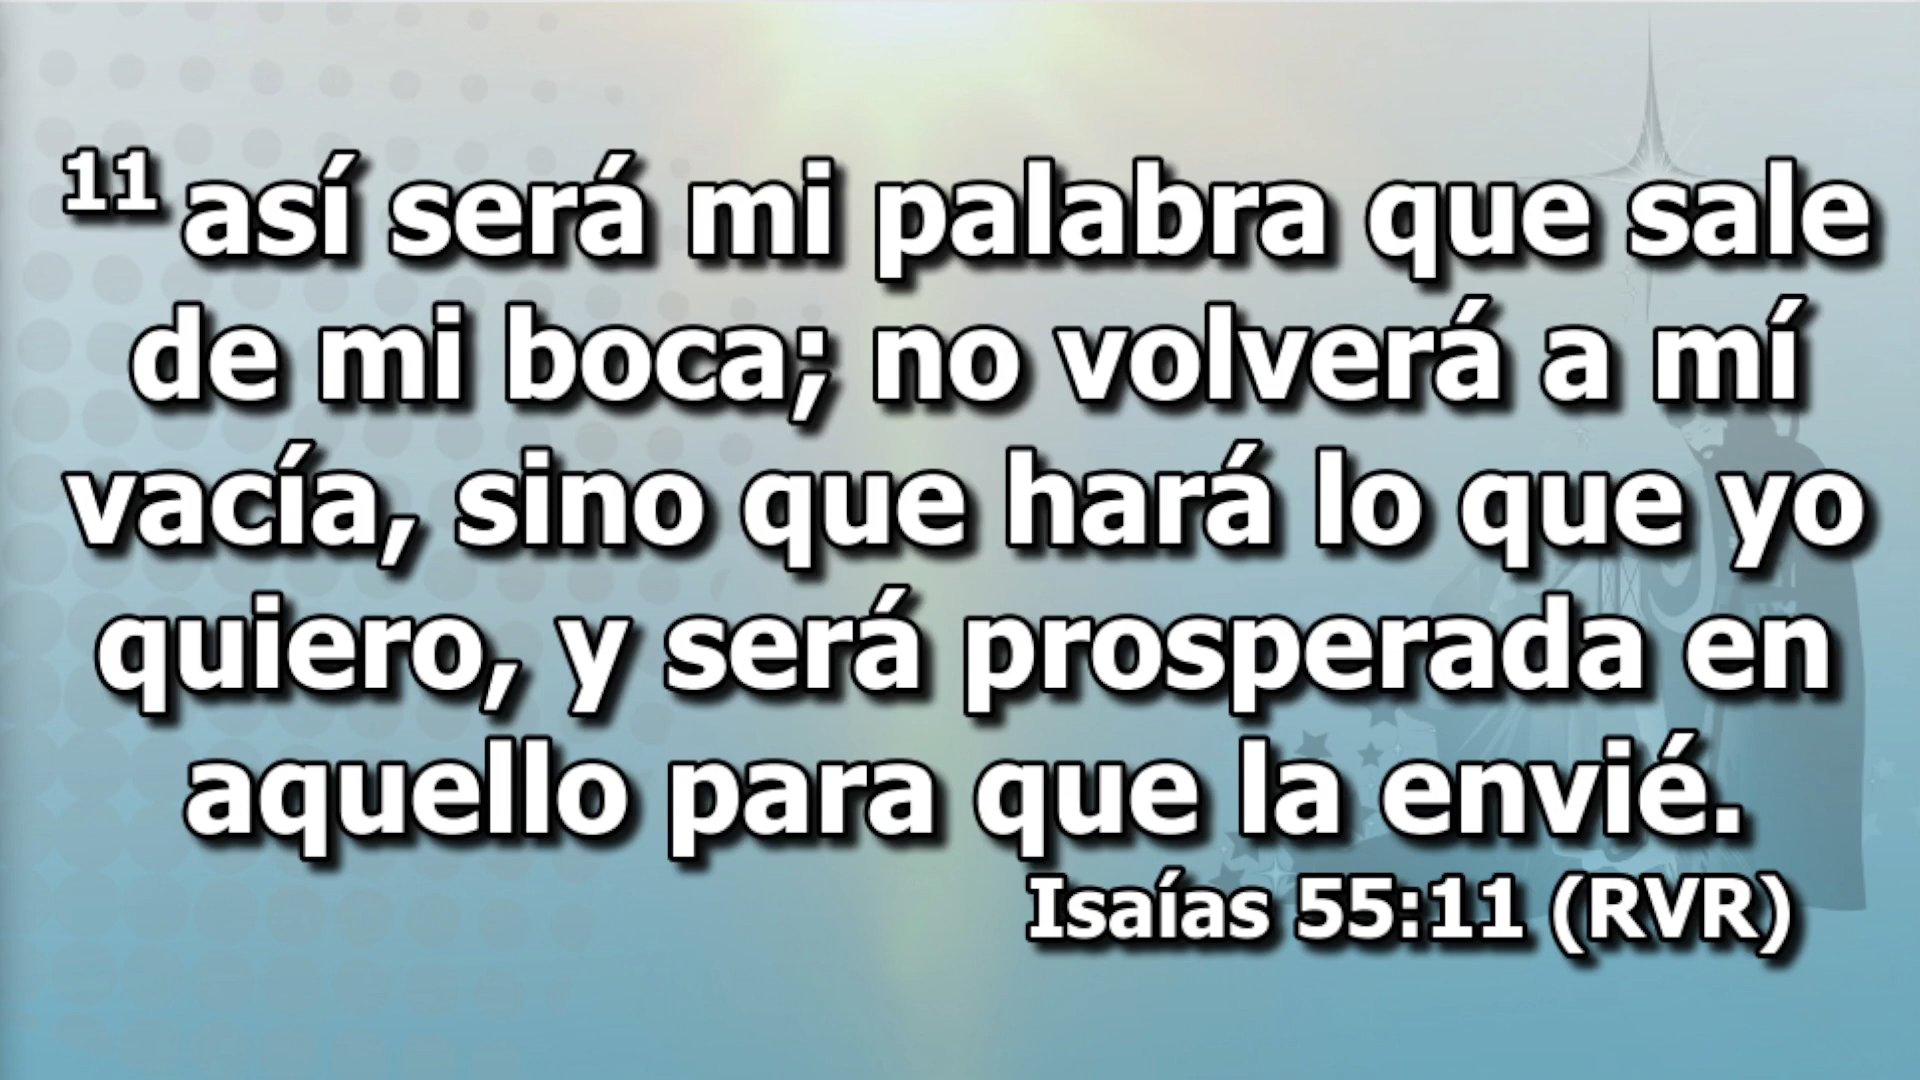 11 así será mi palabra que sale
de mi boca; no volverá a mí
vacía, sino que hará lo que yo
quiero, y será prosperada en
aquello para que la envié.
Isaías 55:11 (RVR)